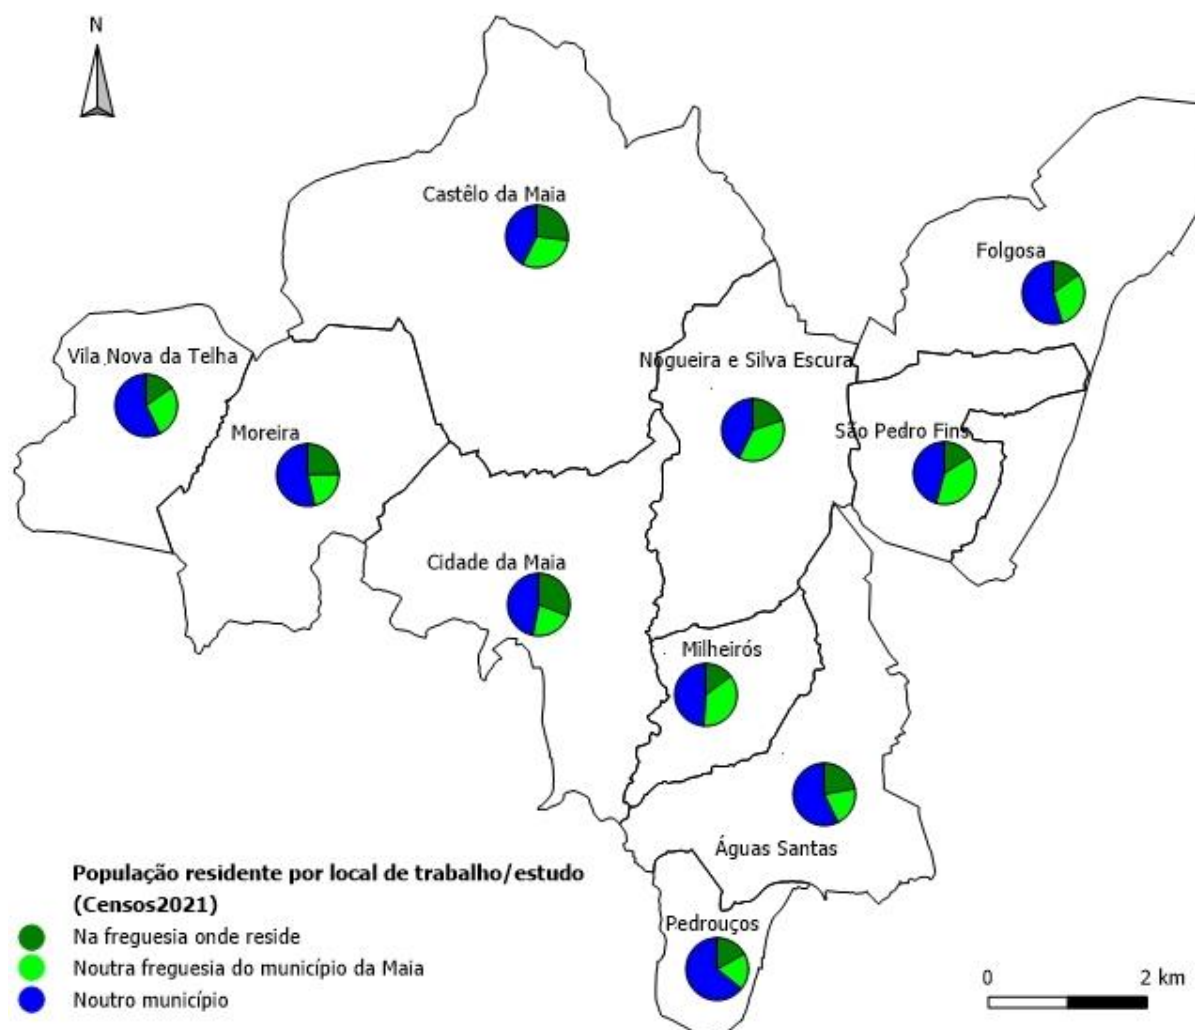 N
Castêlo da Maia
Folgosa
Vila Nova da Telha
Nogueira e Silva Escura
Moreira
São Pedro Fins
Cidade da Maia
Milheirós
Águas Santas
População residente por local de trabalho/estudo
(Censos2021)
Na freguesia onde reside
Noutra freguesia do município da Maia
Noutro município
Pedrouços
0 2 km